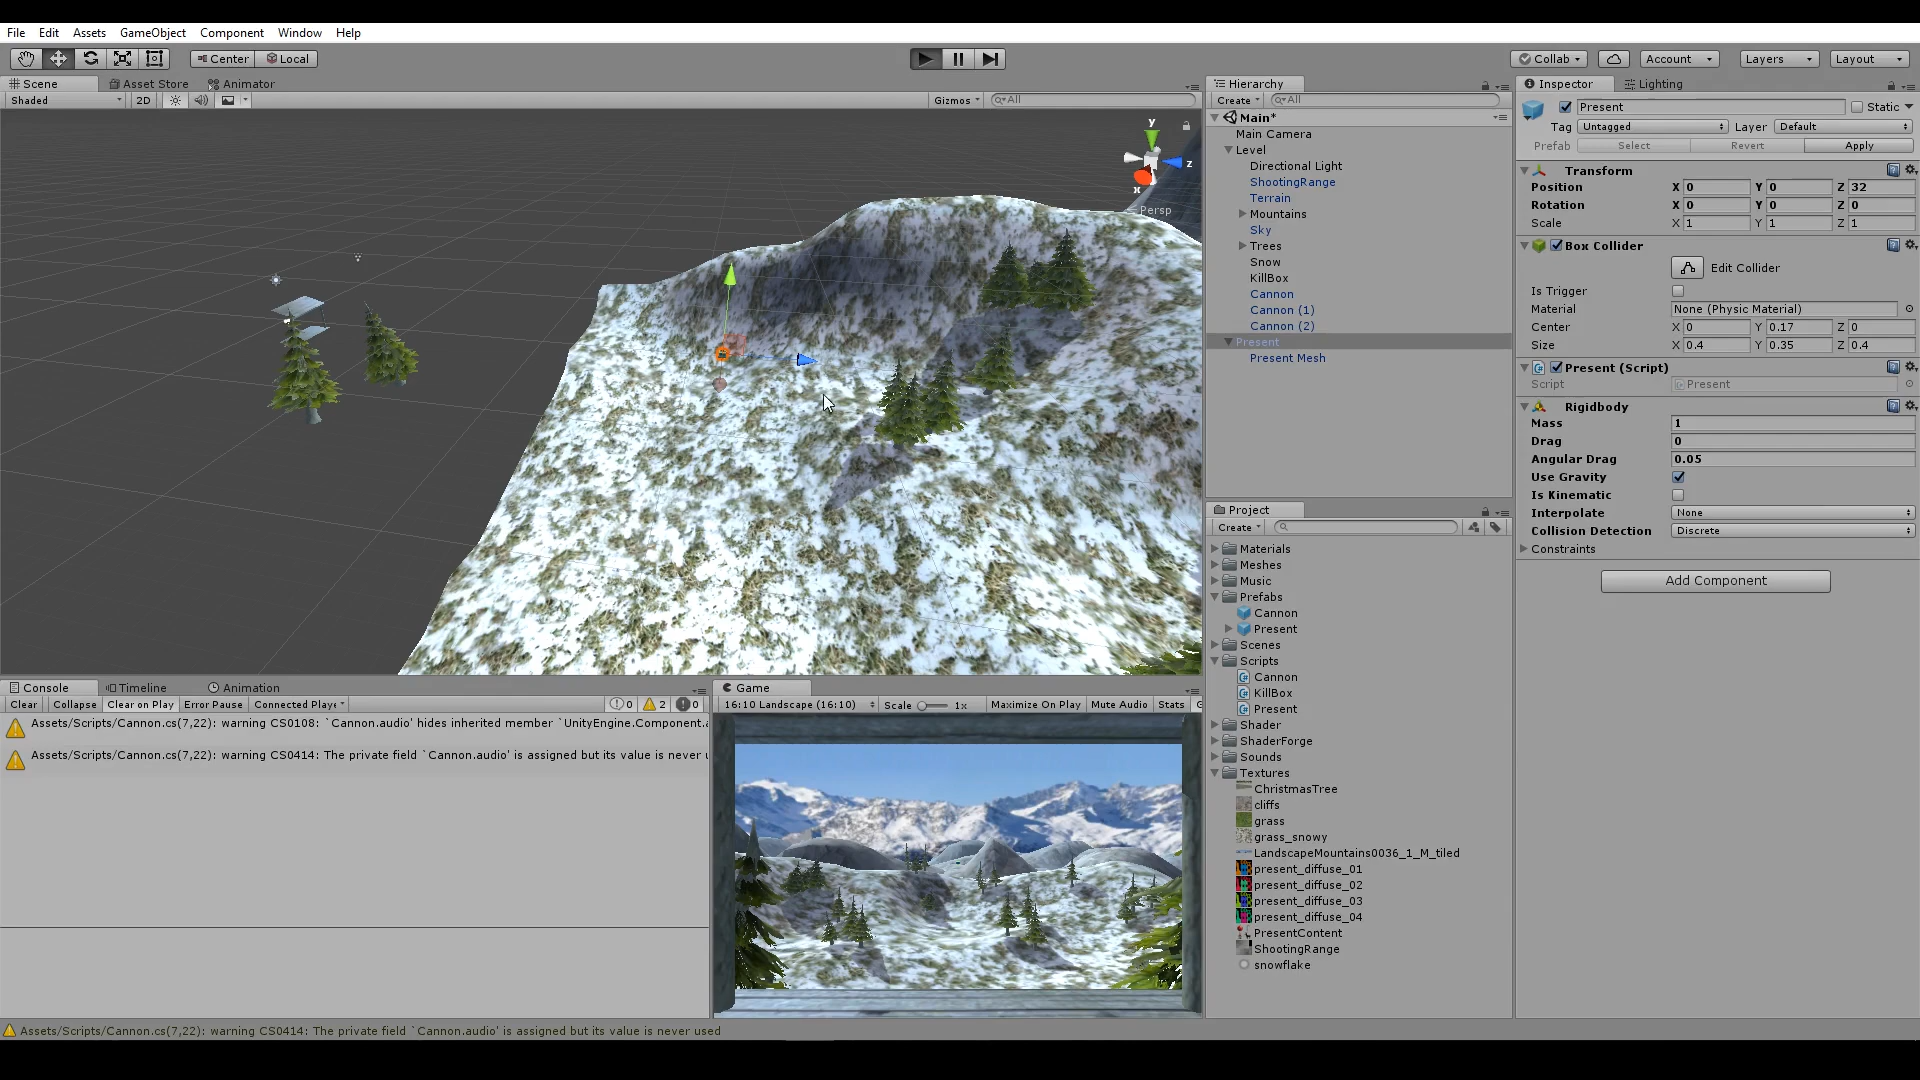 File Edit Assets GameObject Component Window Help
Center Local Collab Account Layers Layout
Scene Asset Store Animator
Shaded 2D Gizmos All
y
z
x
Persp
Hierarchy
Create All
Main*
Main Camera
Level
Directional Light
ShootingRange
Terrain
Mountains
Sky
Trees
Snow
KillBox
Cannon
Cannon (1)
Cannon (2)
Present
Present Mesh
Project
Create
Materials
Meshes
Music
Prefabs
Cannon
Present
Scenes
Scripts
Cannon
KillBox
Present
Shader
ShaderForge
Sounds
Textures
ChristmasTree
cliffs
grass
grass_snowy
LandscapeMountains0036_1_M_tiled
present_diffuse_01
present_diffuse_02
present_diffuse_03
present_diffuse_04
PresentContent
ShootingRange
snowflake
Inspector Lighting
Present Static
Tag Untagged Layer Default
Prefab Select Revert Apply
Transform
Position X 0 Y 0 Z 32
Rotation X 0 Y 0 Z 0
Scale X 1 Y 1 Z 1
Box Collider
Edit Collider
Is Trigger
Material None (Physic Material)
Center X 0 Y 0.17 Z 0
Size X 0.4 Y 0.35 Z 0.4
Present (Script)
Script Present
Rigidbody
Mass 1
Drag 0
Angular Drag 0.05
Use Gravity
Is Kinematic
Interpolate None
Collision Detection Discrete
Constraints
Add Component
Console Timeline Animation
Clear Collapse Clear on Play Error Pause Connected Playe 0 2 0
Assets/Scripts/Cannon.cs(7,22): warning CS0108: `Cannon.audio' hides inherited member `UnityEngine.Component.a
Assets/Scripts/Cannon.cs(7,22): warning CS0414: The private field `Cannon.audio' is assigned but its value is never u
Game
16:10 Landscape (16:10) Scale 1x Maximize On Play Mute Audio Stats G
Assets/Scripts/Cannon.cs(7,22): warning CS0414: The private field `Cannon.audio' is assigned but its value is never used